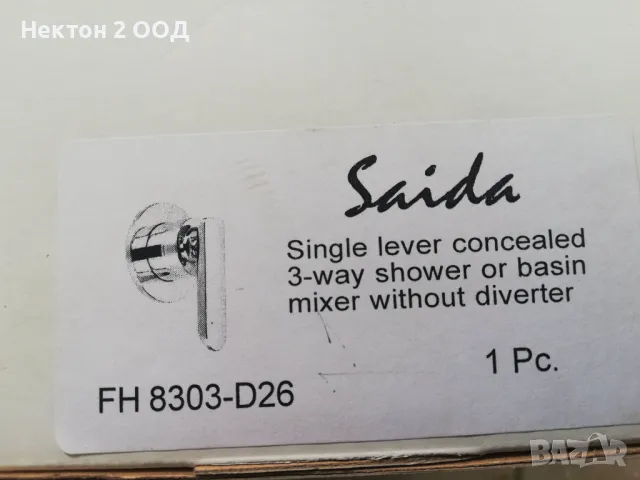 Нектон 2 ООД
Saida
Single lever concealed
3-way shower or basin
mixer without diverter
1 Pc.
FH 8303-D26
BAZAR